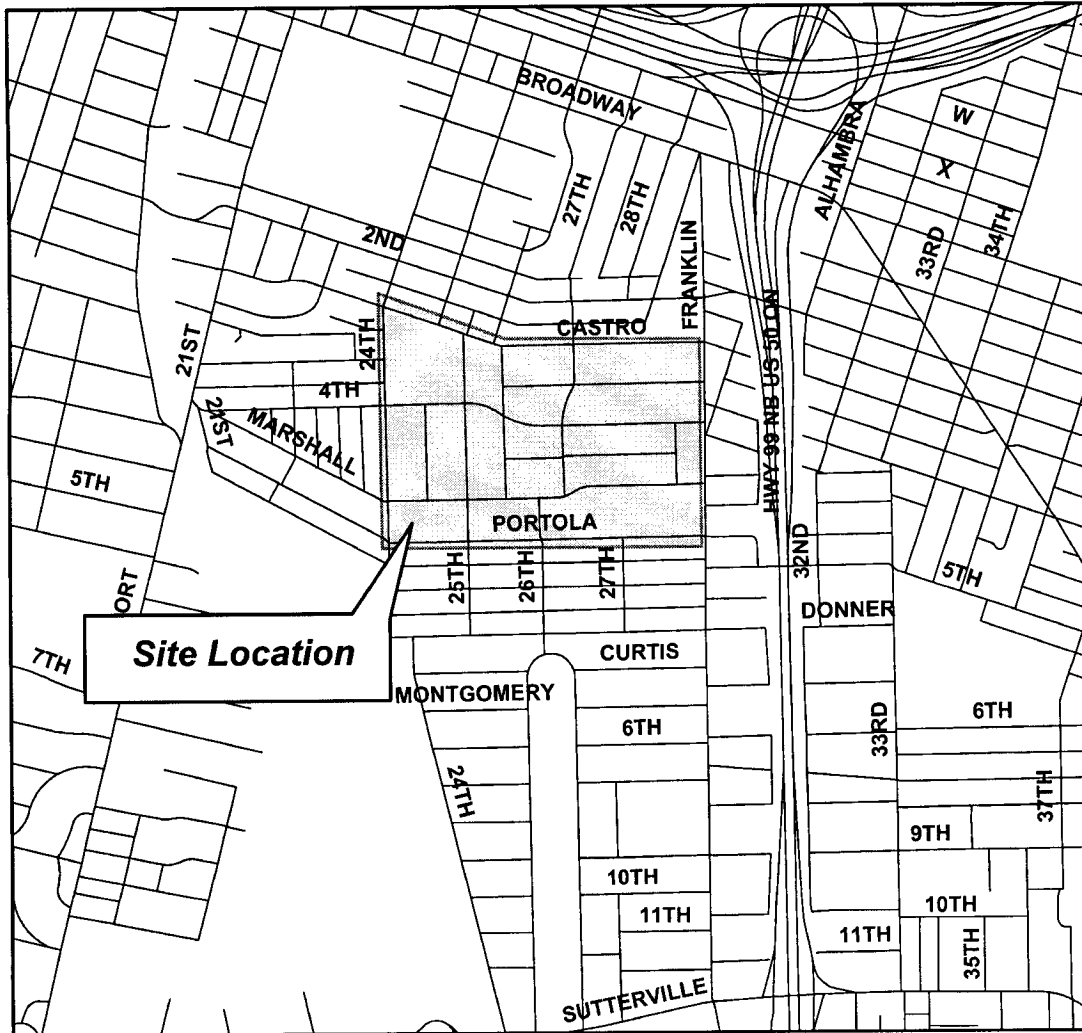 BROADWAY
ALHAMBRA
W
X
27TH
28TH
33RD
34TH
2ND
FRANKLIN
CASTRO
24TH
21ST
4TH
21ST
MARSHALL
HWY 99 NB US 50 ON
5TH
PORTOLA
25TH
26TH
27TH
32ND
5TH
ORT
DONNER
Site Location
CURTIS
7TH
MONTGOMERY
6TH
33RD
6TH
24TH
37TH
9TH
10TH
11TH
10TH
11TH
35TH
SUTTERVILLE